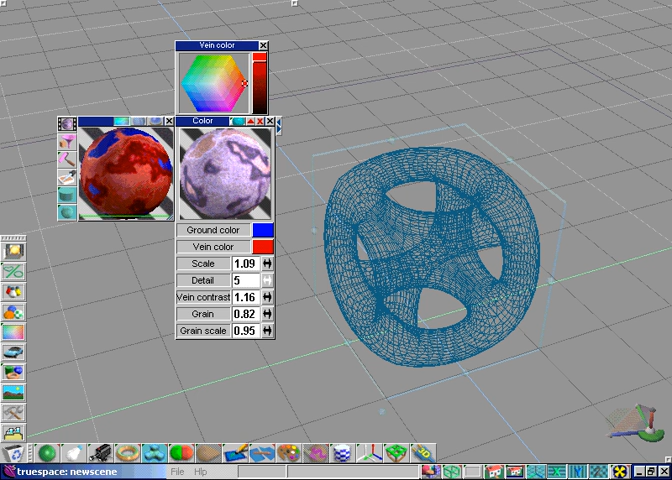 Vein color
Color
Ground color
Vein color
Scale 1.09
Detail 5
Vein contrast 1.16
Grain 0.82
Grain scale 0.95
truespace: newscene File Hlp